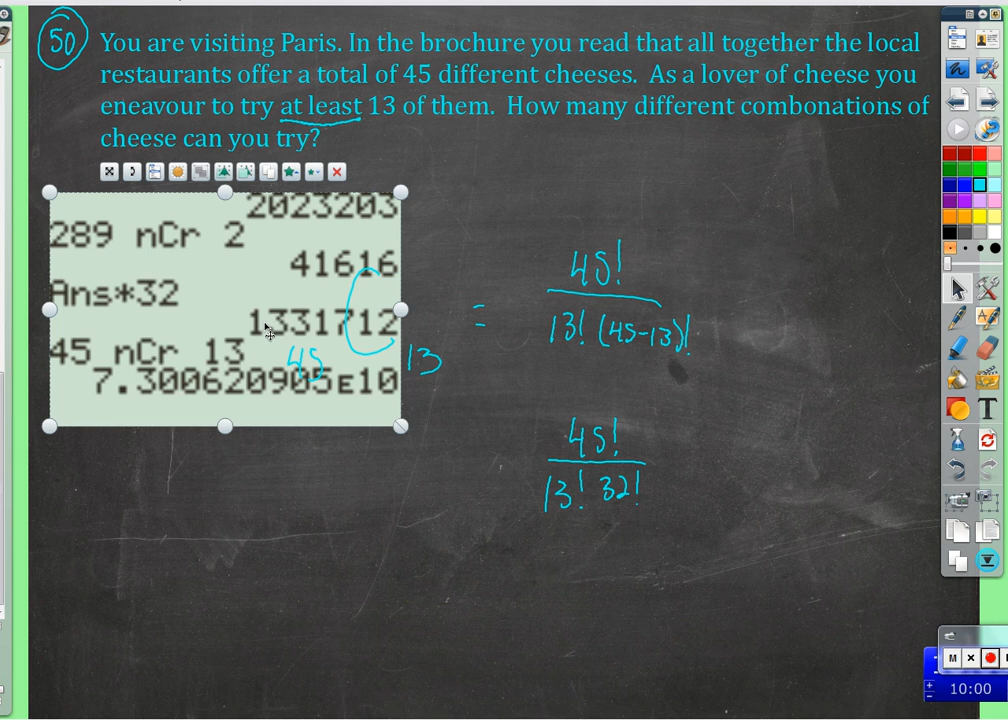 50
You are visiting Paris. In the brochure you read that all together the local
restaurants offer a total of 45 different cheeses. As a lover of cheese you
eneavour to try at least 13 of them. How many different combonations of
cheese can you try?
2023203
289 nCr 2
41616
Ans*32
1331712
45 nCr 13
7.300620905E10
45 C 13
= 45!
13! (45-13)!
45!
13! 32!
T
M
10:00